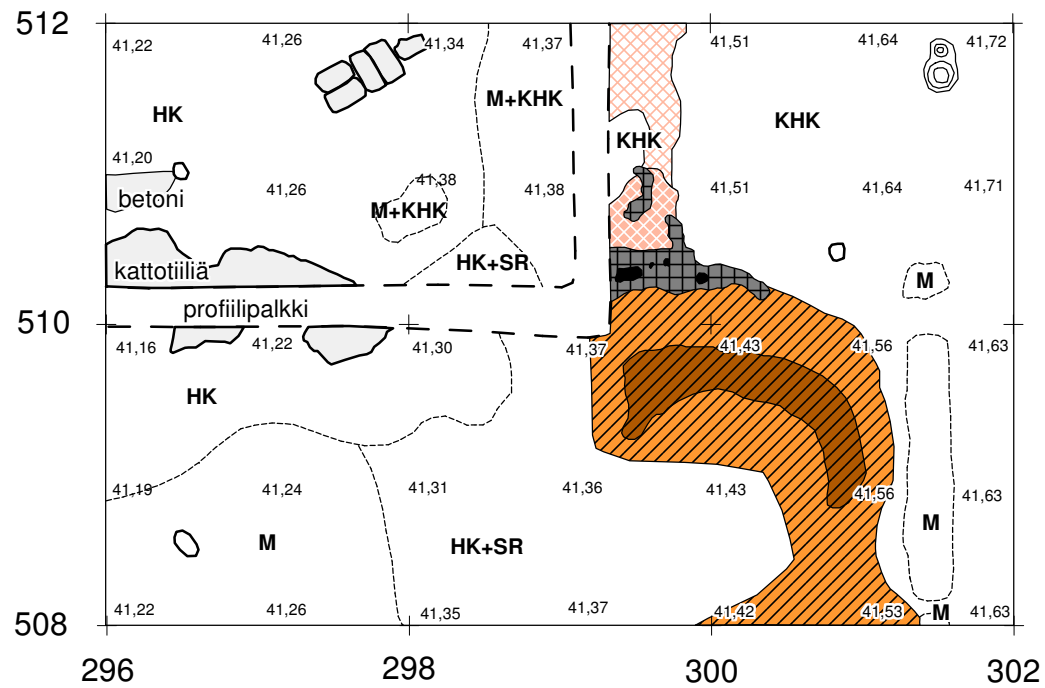 512
41,22 41,26 41,34 41,37 41,51 41,64 41,72
M+KHK
HK KHK KHK
41,20 41,26 41,38 41,38 41,51 41,64 41,71
betoni
M+KHK
HK+SR
kattotiiliä M
profiilipalkki
510
41,16 41,22 41,30 41,37 41,43 41,56 41,63
HK
41,19 41,24 41,31 41,36 41,43 41,56 41,63
M HK+SR M
41,22 41,26 41,35 41,37 41,42 41,53 M 41,63
508
296 298 300 302